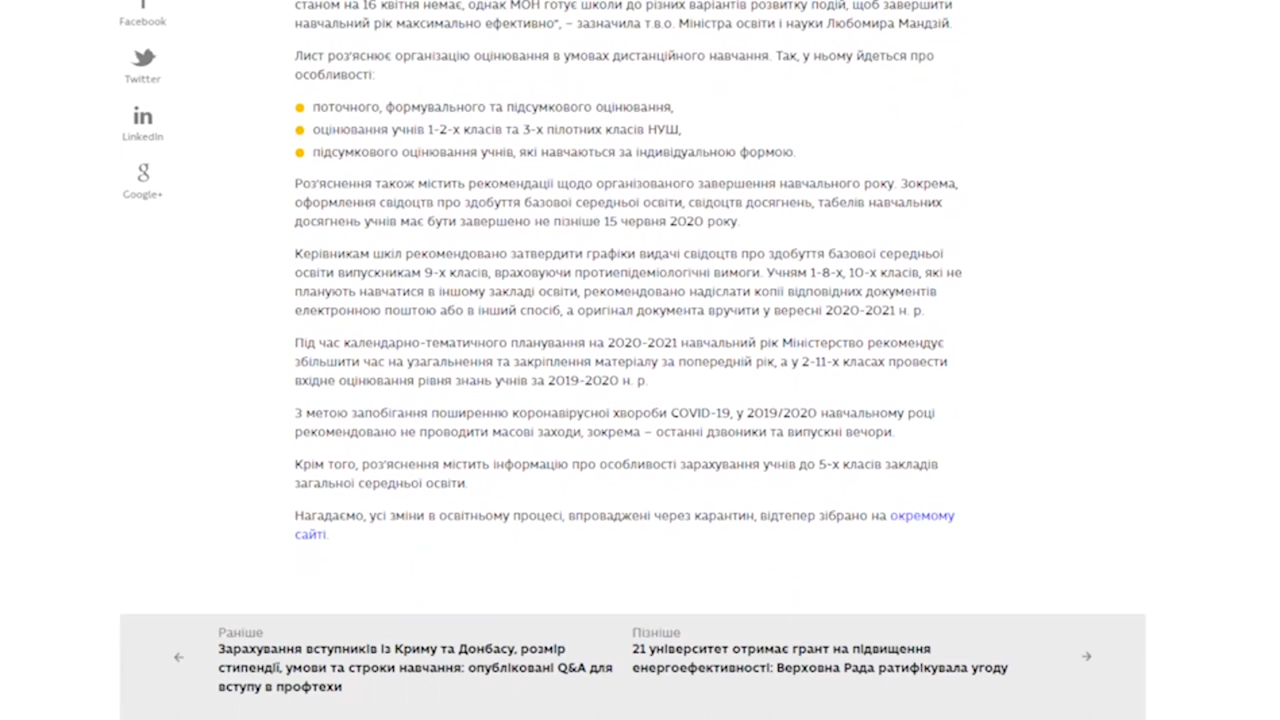 Facebook
Twitter
LinkedIn
Google+
станом на 16 квітня немає, однак МОН готує школи до різних варіантів розвитку подій, щоб завершити
навчальний рік максимально ефективно", – зазначила т.в.о. Міністра освіти і науки Любомира Мандзій.
Лист роз'яснює організацію оцінювання в умовах дистанційного навчання. Так, у ньому йдеться про
особливості:
поточного, формувального та підсумкового оцінювання,
оцінювання учнів 1-2-х класів та 3-х пілотних класів НУШ,
підсумкового оцінювання учнів, які навчаються за індивідуальною формою.
Роз'яснення також містить рекомендації щодо організованого завершення навчального року. Зокрема,
оформлення свідоцтв про здобуття базової середньої освіти, свідоцтв досягнень, табелів навчальних
досягнень учнів має бути завершено не пізніше 15 червня 2020 року.
Керівникам шкіл рекомендовано затвердити графіки видачі свідоцтв про здобуття базової середньої
освіти випускникам 9-х класів, враховуючи протиепідеміологічні вимоги. Учням 1-8-х, 10-х класів, які не
планують навчатися в іншому закладі освіти, рекомендовано надіслати копії відповідних документів
електронною поштою або в інший спосіб, а оригінал документа вручити у вересні 2020-2021 н. р.
Під час календарно-тематичного планування на 2020-2021 навчальний рік Міністерство рекомендує
збільшити час на узагальнення та закріплення матеріалу за попередній рік, а у 2-11-х класах провести
вхідне оцінювання рівня знань учнів за 2019-2020 н. р.
З метою запобігання поширенню коронавірусної хвороби COVID-19, у 2019/2020 навчальному році
рекомендовано не проводити масові заходи, зокрема – останні дзвоники та випускні вечори.
Крім того, роз'яснення містить інформацію про особливості зарахування учнів до 5-х класів закладів
загальної середньої освіти.
Нагадаємо, усі зміни в освітньому процесі, впроваджені через карантин, відтепер зібрано на окремому
сайті.
Раніше
Зарахування вступників із Криму та Донбасу, розмір
стипендії, умови та строки навчання: опубліковані Q&A для
вступу в профтехи
Пізніше
21 університет отримає грант на підвищення
енергоефективності: Верховна Рада ратифікувала угоду